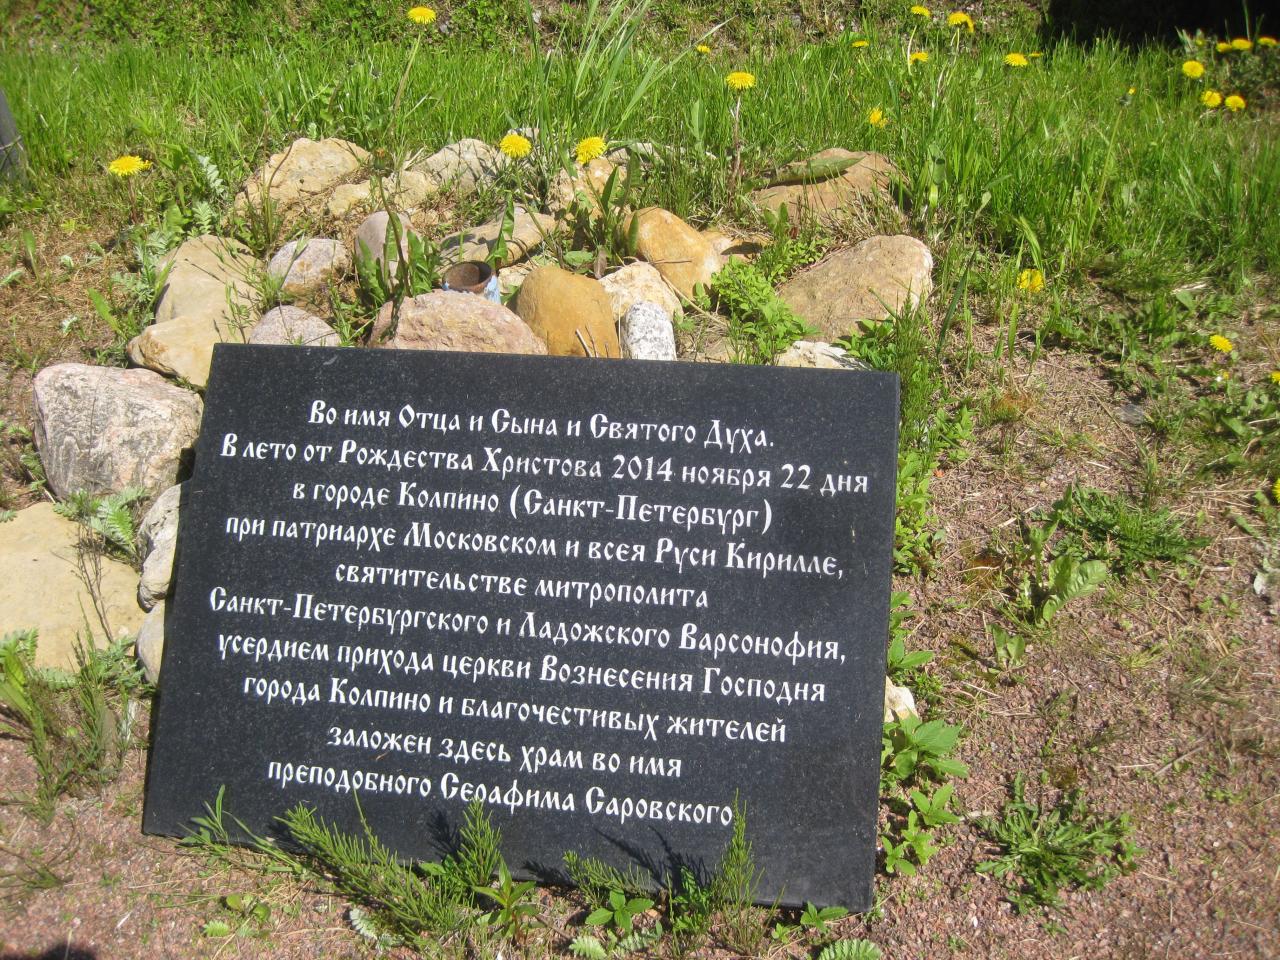 Во имя Отца и Сына и Святого Духа.
В лето от Рождества Христова 2014 ноября 22 дня
в городе Колпино (Санкт-Петербург)
при патриархе Московском и всея Руси Кирилле,
святительстве митрополита
Санкт-Петербургского и Ладожского Варсонофия,
усердием прихода церкви Вознесения Господня
города Колпино и благочестивых жителей
заложен здесь храм во имя
преподобного Серафима Саровского